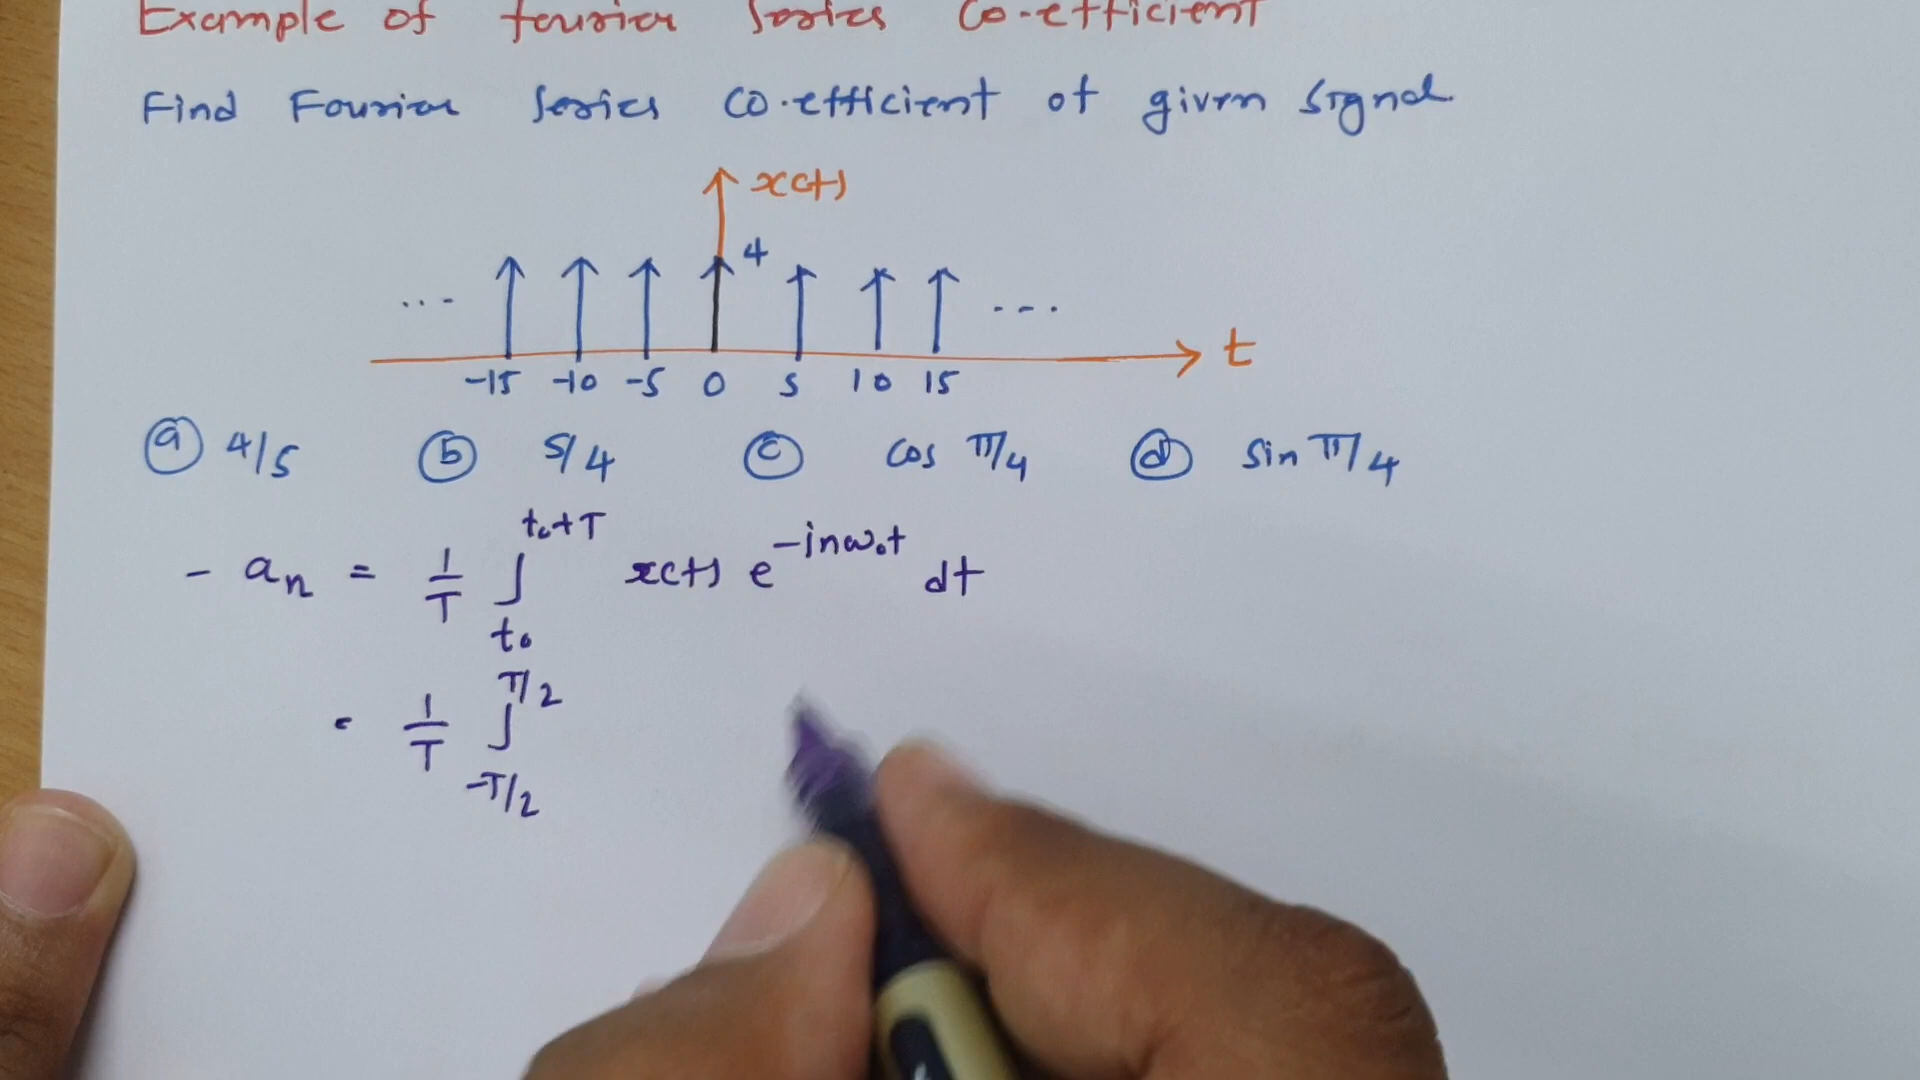 Example of fourier Series Co-efficient
Find Fourier Series Co-efficient of given signal
x(t)
4
... ...
-15 -10 -5 0 5 10 15 t
(a) 4/5 (b) 5/4 (c) cos π/4 (d) sin π/4
- aₙ = 1/T ∫_{t₀}^{t₀+T} x(t) e^{-jnω₀t} dt
= 1/T ∫_{-T/2}^{T/2}